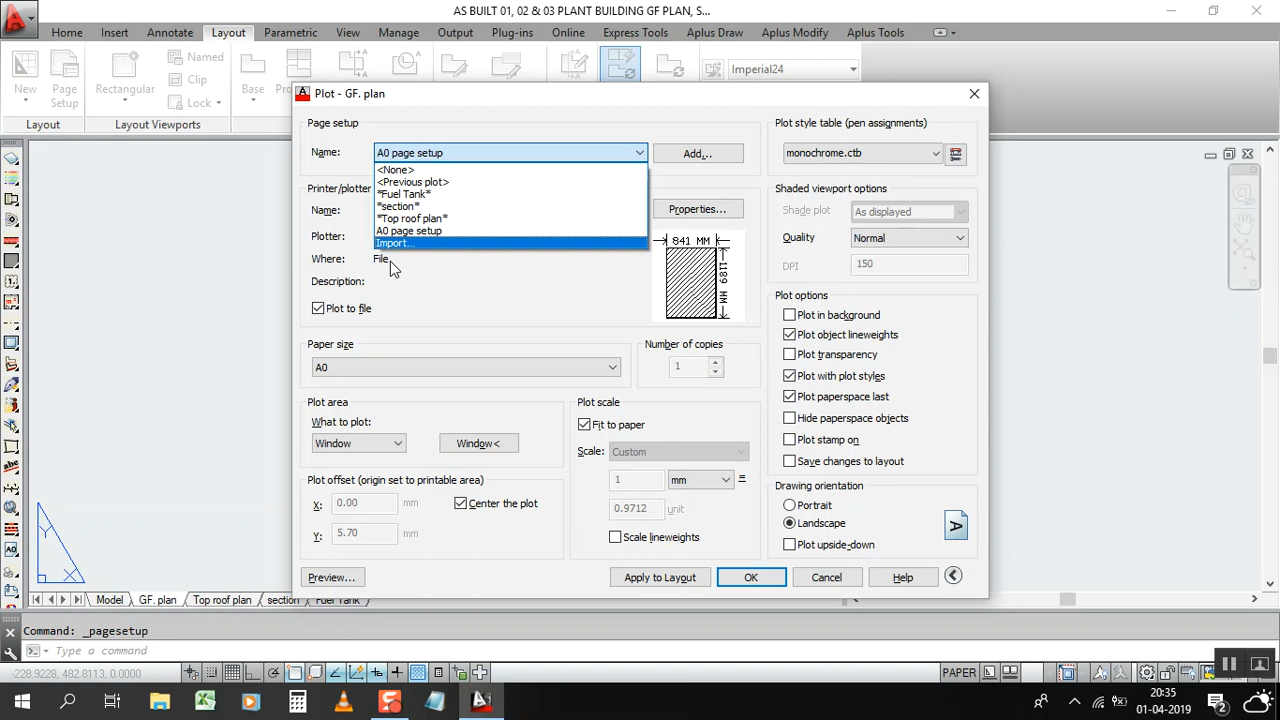 AS BUILT 01, 02 & 03 PLANT BUILDING GF PLAN, S...
Home Insert Annotate Layout Parametric View Manage Output Plug-ins Online Express Tools Aplus Draw Aplus Modify Aplus Tools
New
Page Setup
Rectangular
Named
Clip
Lock
Base
Imperial24
Layout
Layout Viewports
Plot - GF. plan
Page setup
Name: A0 page setup
Add...
<None>
<Previous plot>
*Fuel Tank*
*section*
*Top roof plan*
A0 page setup
Import...
Printer/plotter
Name:
Properties...
Plotter:
Where: File
Description:
Plot to file
841 MM
1189 MM
Paper size
A0
Number of copies
1
Plot area
What to plot:
Window
Window<
Plot scale
Fit to paper
Scale: Custom
1 mm =
0.9712 unit
Scale lineweights
Plot offset (origin set to printable area)
X: 0.00 mm
Center the plot
Y: 5.70 mm
Plot style table (pen assignments)
monochrome.ctb
Shaded viewport options
Shade plot As displayed
Quality Normal
DPI 150
Plot options
Plot in background
Plot object lineweights
Plot transparency
Plot with plot styles
Plot paperspace last
Hide paperspace objects
Plot stamp on
Save changes to layout
Drawing orientation
Portrait
Landscape
A
Plot upside-down
Preview...
Apply to Layout
OK
Cancel
Help
Y
X
Model GF. plan Top roof plan section Fuel Tank
Command: _pagesetup
Type a command
-228.9228, 482.8113, 0.0000
PAPER
20:35
01-04-2019
2